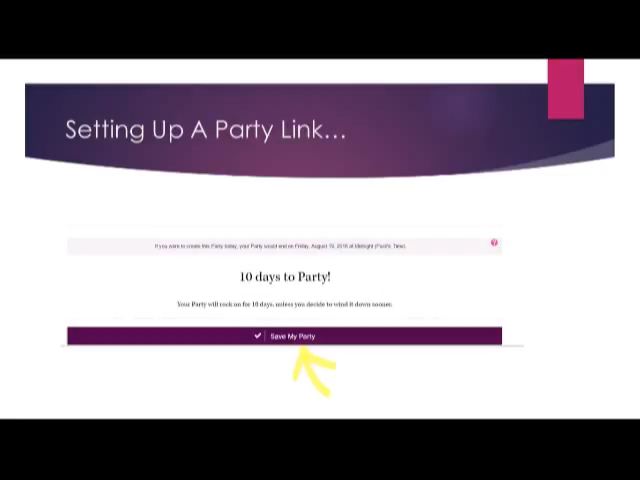 Setting Up A Party Link...
If you were to create this Party today, your Party would end on Friday, August 19, 2016 at Midnight (Pacific Time).
10 days to Party!
Your Party will rock on for 10 days, unless you decide to wind it down sooner.
Save My Party